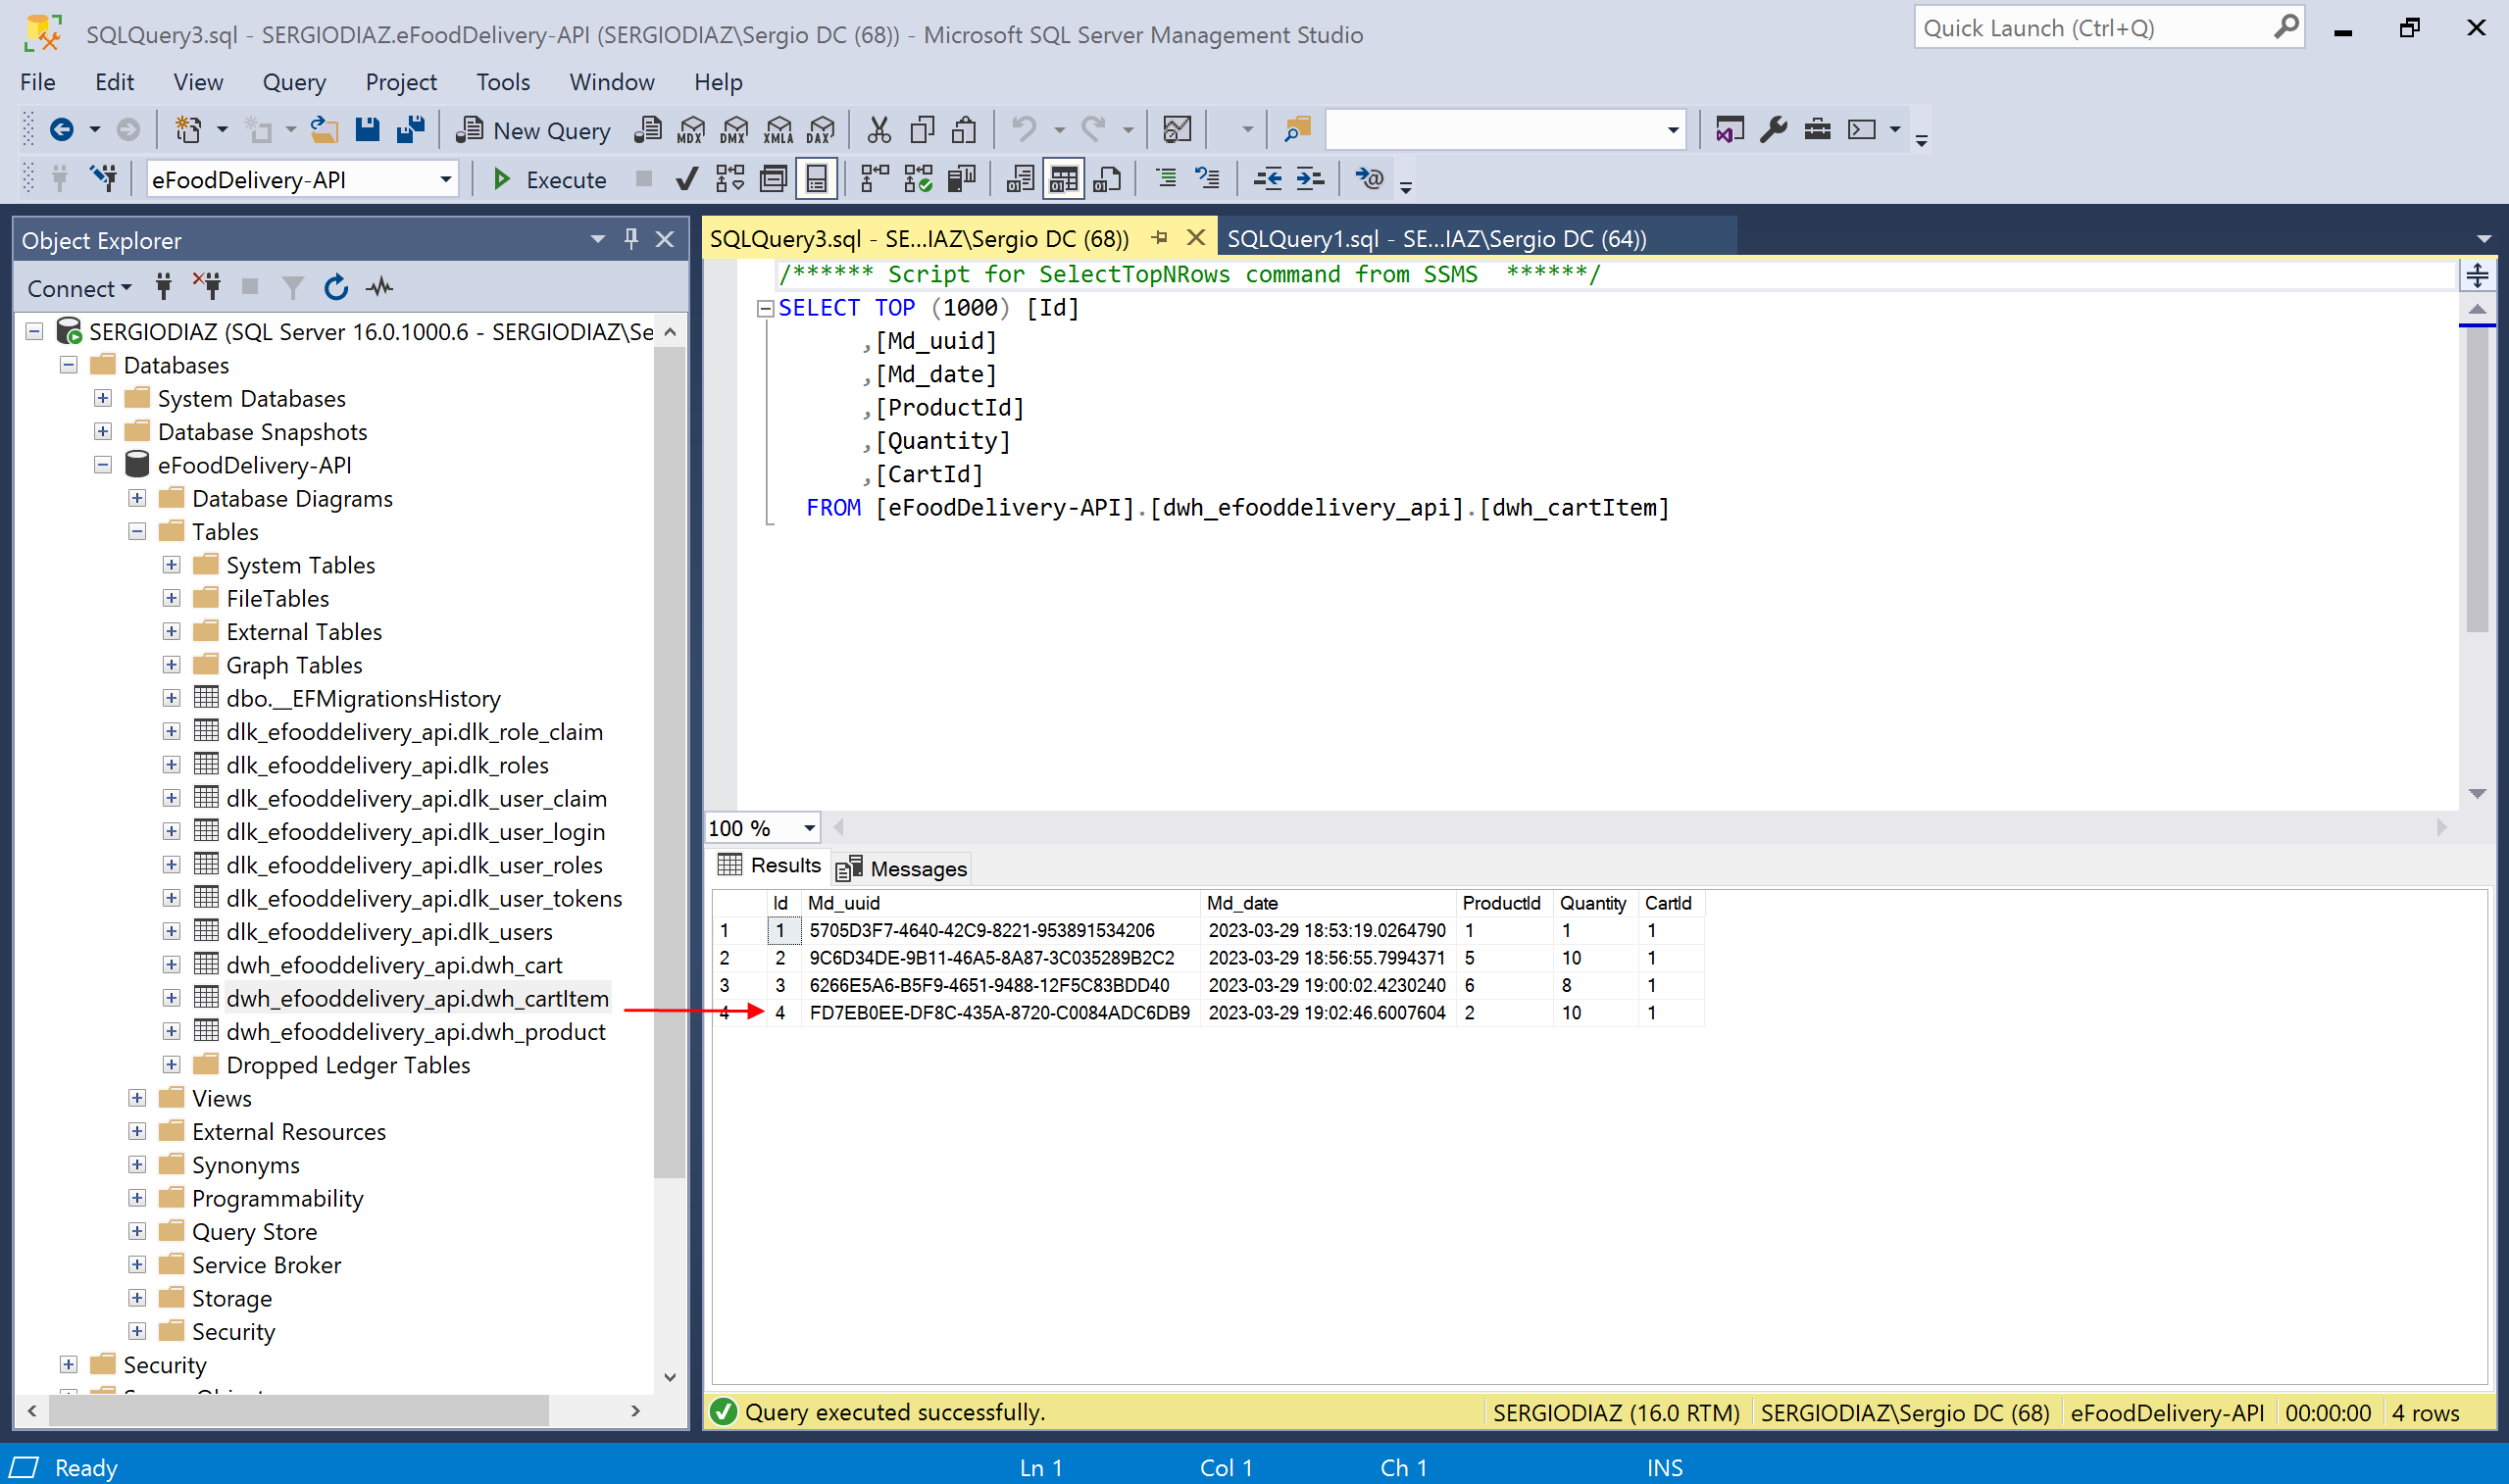 SQLQuery3.sql - SERGIODIAZ.eFoodDelivery-API (SERGIODIAZ\Sergio DC (68)) - Microsoft SQL Server Management Studio
Quick Launch (Ctrl+Q)
File Edit View Query Project Tools Window Help
New Query MDX DMX XMLA DAX
eFoodDelivery-API Execute
Object Explorer
Connect
SERGIODIAZ (SQL Server 16.0.1000.6 - SERGIODIAZ\Se
Databases
System Databases
Database Snapshots
eFoodDelivery-API
Database Diagrams
Tables
System Tables
FileTables
External Tables
Graph Tables
dbo.__EFMigrationsHistory
dlk_efooddelivery_api.dlk_role_claim
dlk_efooddelivery_api.dlk_roles
dlk_efooddelivery_api.dlk_user_claim
dlk_efooddelivery_api.dlk_user_login
dlk_efooddelivery_api.dlk_user_roles
dlk_efooddelivery_api.dlk_user_tokens
dlk_efooddelivery_api.dlk_users
dwh_efooddelivery_api.dwh_cart
dwh_efooddelivery_api.dwh_cartItem
dwh_efooddelivery_api.dwh_product
Dropped Ledger Tables
Views
External Resources
Synonyms
Programmability
Query Store
Service Broker
Storage
Security
Security
SQLQuery3.sql - SE...IAZ\Sergio DC (68)) SQLQuery1.sql - SE...IAZ\Sergio DC (64))
/****** Script for SelectTopNRows command from SSMS  ******/
SELECT TOP (1000) [Id]
,[Md_uuid]
,[Md_date]
,[ProductId]
,[Quantity]
,[CartId]
FROM [eFoodDelivery-API].[dwh_efooddelivery_api].[dwh_cartItem]
100 %
Results Messages
Id Md_uuid Md_date ProductId Quantity CartId
1 1 5705D3F7-4640-42C9-8221-953891534206 2023-03-29 18:53:19.0264790 1 1 1
2 2 9C6D34DE-9B11-46A5-8A87-3C035289B2C2 2023-03-29 18:56:55.7994371 5 10 1
3 3 6266E5A6-B5F9-4651-9488-12F5C83BDD40 2023-03-29 19:00:02.4230240 6 8 1
4 4 FD7EB0EE-DF8C-435A-8720-C0084ADC6DB9 2023-03-29 19:02:46.6007604 2 10 1
Query executed successfully. SERGIODIAZ (16.0 RTM) SERGIODIAZ\Sergio DC (68) eFoodDelivery-API 00:00:00 4 rows
Ready Ln 1 Col 1 Ch 1 INS